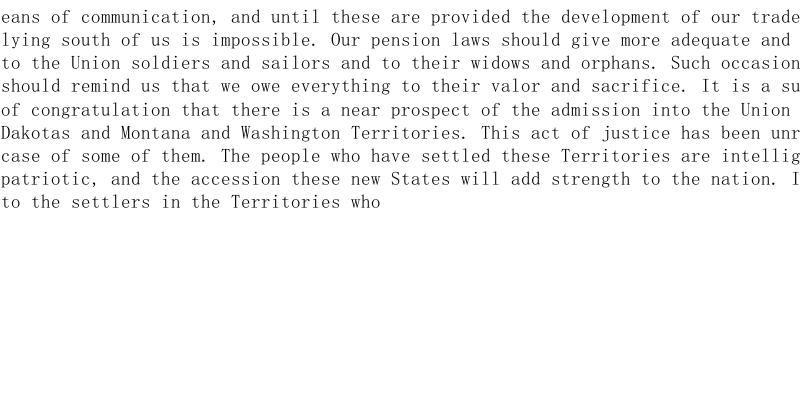 eans of communication, and until these are provided the development of our trade
lying south of us is impossible. Our pension laws should give more adequate and
to the Union soldiers and sailors and to their widows and orphans. Such occasion
should remind us that we owe everything to their valor and sacrifice. It is a su
of congratulation that there is a near prospect of the admission into the Union
Dakotas and Montana and Washington Territories. This act of justice has been unr
case of some of them. The people who have settled these Territories are intellig
patriotic, and the accession these new States will add strength to the nation. I
to the settlers in the Territories who